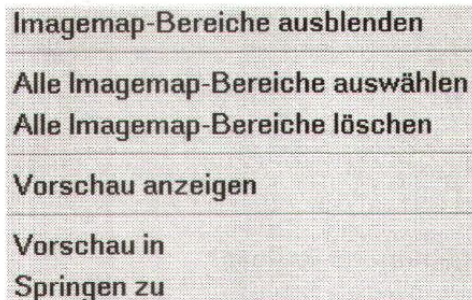 Imagemap-Bereiche ausblenden
Alle Imagemap-Bereiche auswählen
Alle Imagemap-Bereiche löschen
Vorschau anzeigen
Vorschau in
Springen zu